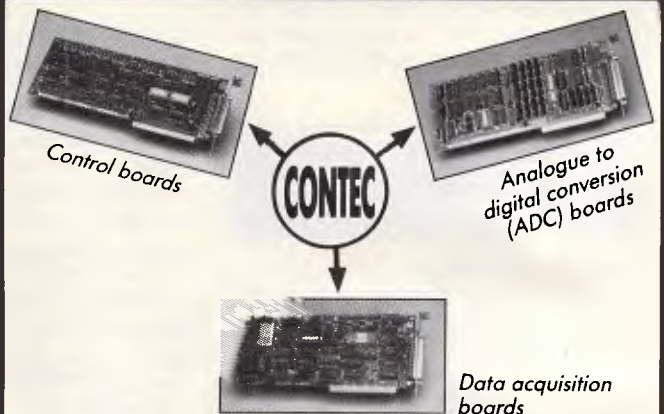 Control boards
CONTEC
Analogue to
digital conversion
(ADC) boards
Data acquisition
boards